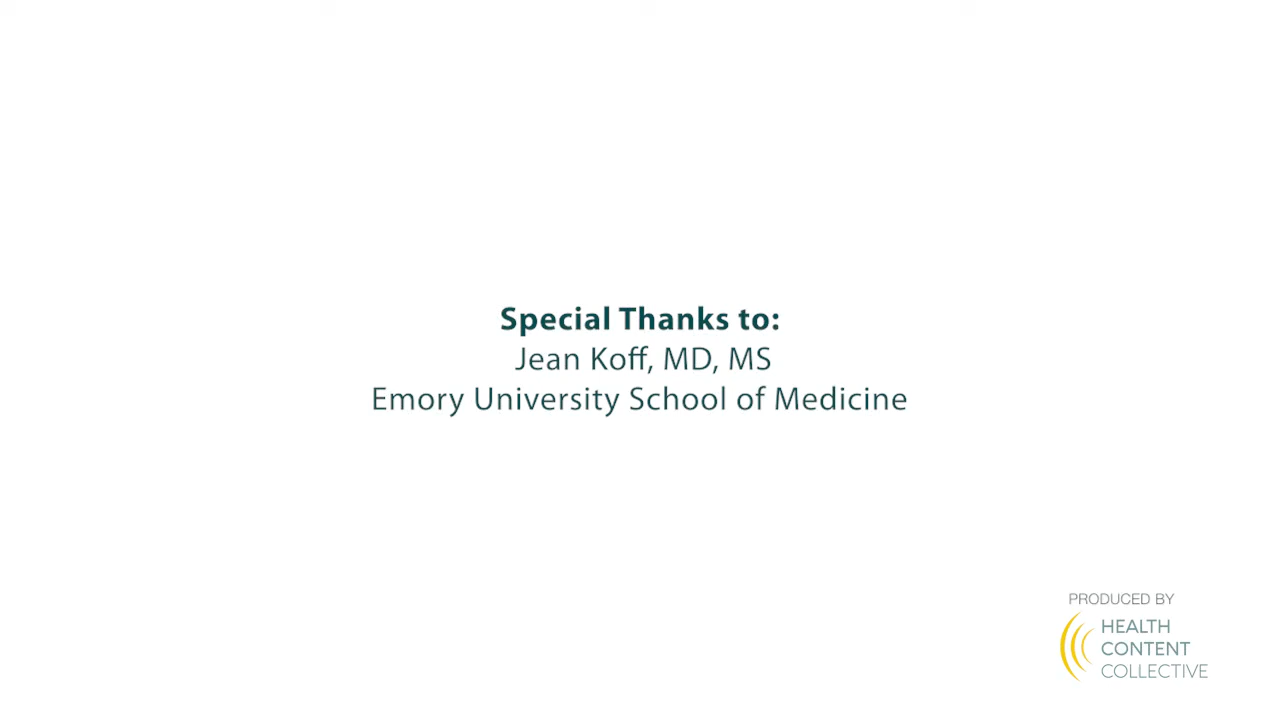 Special Thanks to:
Jean Koff, MD, MS
Emory University School of Medicine
PRODUCED BY
HEALTH
CONTENT
COLLECTIVE